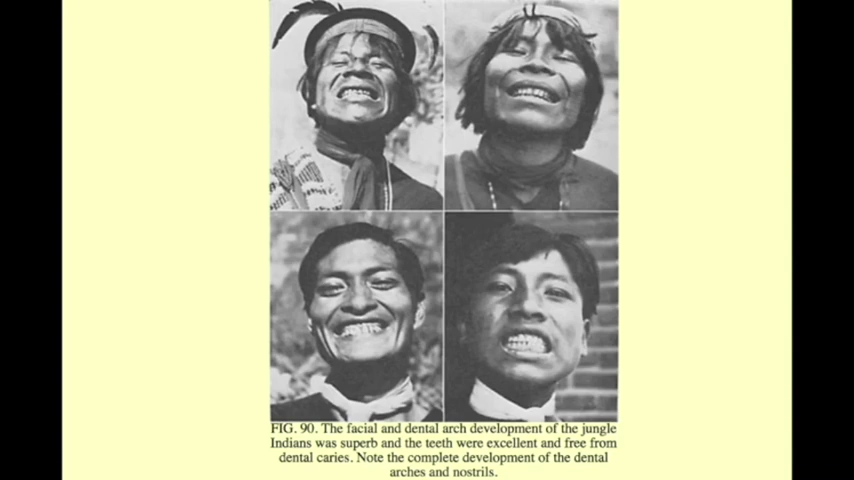 FIG. 90. The facial and dental arch development of the jungle
Indians was superb and the teeth were excellent and free from
dental caries. Note the complete development of the dental
arches and nostrils.